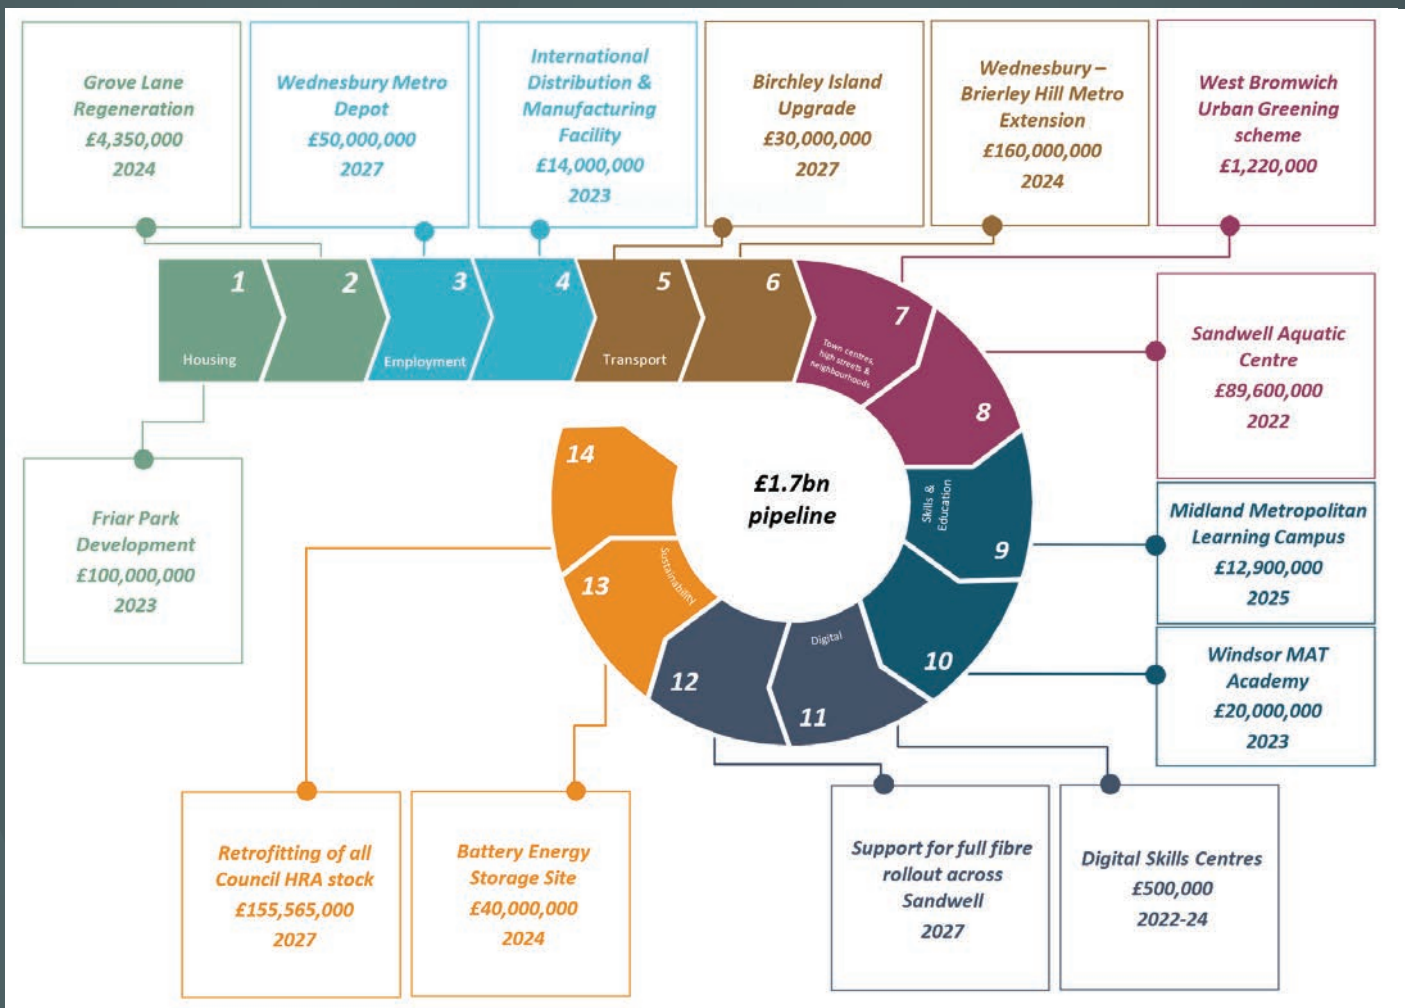 Grove Lane
Regeneration
£4,350,000
2024
Wednesbury Metro
Depot
£50,000,000
2027
International
Distribution &
Manufacturing
Facility
£14,000,000
2023
Birchley Island
Upgrade
£30,000,000
2027
Wednesbury –
Brierley Hill Metro
Extension
£160,000,000
2024
West Bromwich
Urban Greening
scheme
£1,220,000
1
Housing
2
3
Employment
4
5
Transport
6
7
Town centres,
high streets &
neighbourhoods
8
Sandwell Aquatic
Centre
£89,600,000
2022
Skills &
Education
9
Midland Metropolitan
Learning Campus
£12,900,000
2025
10
Windsor MAT
Academy
£20,000,000
2023
£1.7bn
pipeline
Digital
11
12
Sustainability
13
14
Friar Park
Development
£100,000,000
2023
Retrofitting of all
Council HRA stock
£155,565,000
2027
Battery Energy
Storage Site
£40,000,000
2024
Support for full fibre
rollout across
Sandwell
2027
Digital Skills Centres
£500,000
2022-24